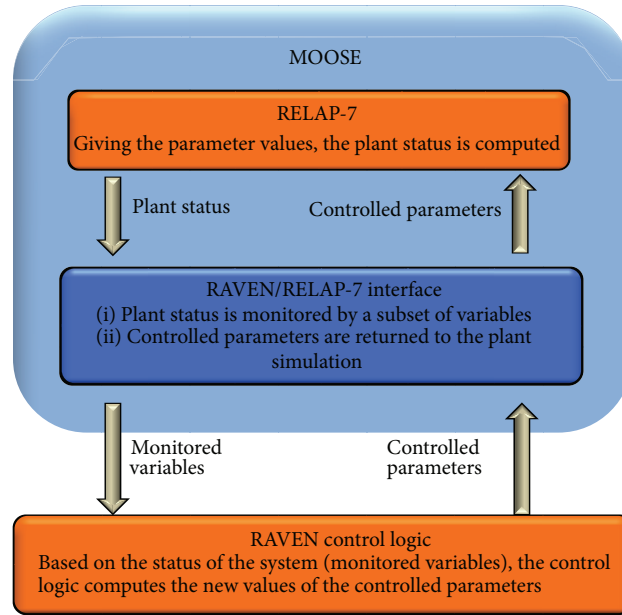 MOOSE
RELAP-7
Giving the parameter values, the plant status is computed
Plant status
Controlled parameters
RAVEN/RELAP-7 interface
(i) Plant status is monitored by a subset of variables
(ii) Controlled parameters are returned to the plant
simulation
Monitored
variables
Controlled
parameters
RAVEN control logic
Based on the status of the system (monitored variables), the control
logic computes the new values of the controlled parameters